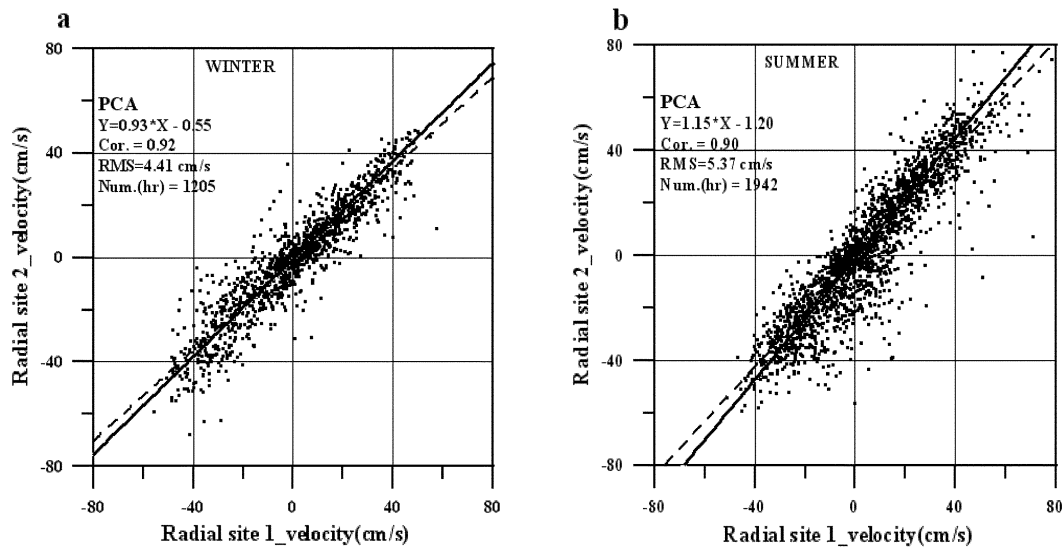 a
WINTER
PCA
Y=0.93*X - 0.55
Cor. = 0.92
RMS=4.41 cm/s
Num.(hr) = 1205
80
40
0
-40
-80
-80
-40
0
40
80
Radial site 2_velocity(cm/s)
Radial site 1_velocity(cm/s)
b
SUMMER
PCA
Y=1.15*X - 1.20
Cor. = 0.90
RMS=5.37 cm/s
Num.(hr) = 1942
80
40
0
-40
-80
-80
-40
0
40
80
Radial site 2_velocity(cm/s)
Radial site 1_velocity(cm/s)